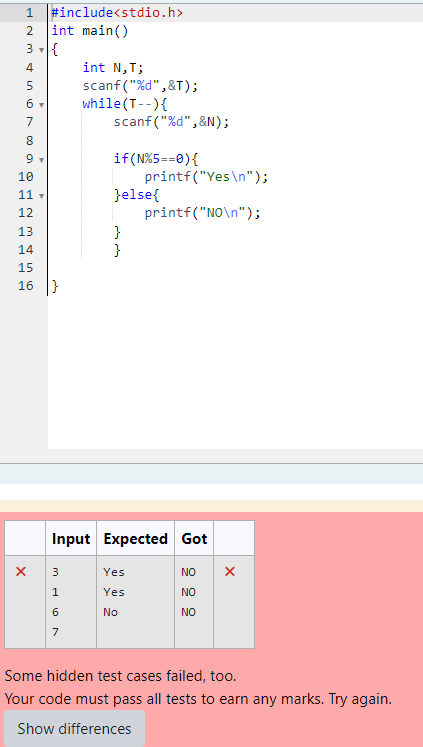 1 #include<stdio.h>
2 int main()
3 {
4 int N,T;
5 scanf("%d",&T);
6 while(T--){
7 scanf("%d",&N);
8
9 if(N%5==0){
10 printf("Yes\n");
11 }else{
12 printf("NO\n");
13 }
14 }
15
16 }
Input Expected Got
3 Yes NO
1 Yes NO
6 No NO
7
Some hidden test cases failed, too.
Your code must pass all tests to earn any marks. Try again.
Show differences